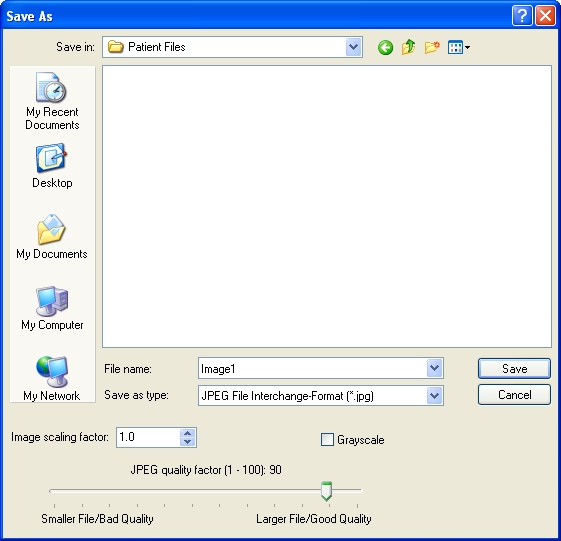 Save As
Save in: Patient Files
My Recent
Documents
Desktop
My Documents
My Computer
My Network
File name: Image1 Save
Save as type: JPEG File Interchange-Format (*.jpg) Cancel
Image scaling factor: 1.0 Grayscale
JPEG quality factor (1 - 100): 90
Smaller File/Bad Quality Larger File/Good Quality